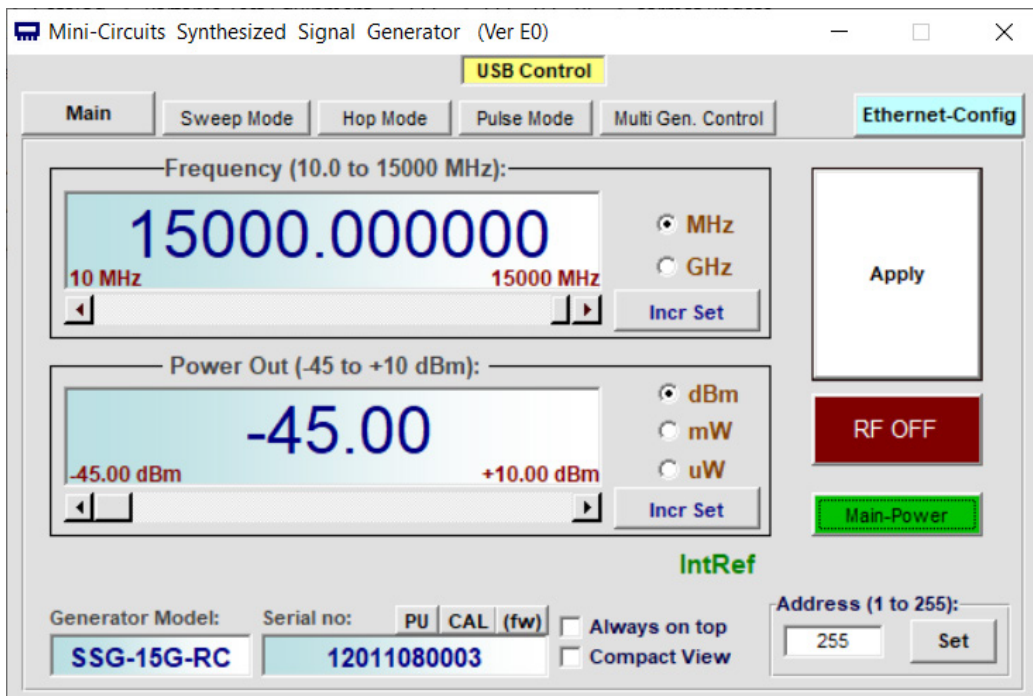 Mini-Circuits Synthesized Signal Generator (Ver E0)
USB Control
Main Sweep Mode Hop Mode Pulse Mode Multi Gen. Control Ethernet-Config
Frequency (10.0 to 15000 MHz):
15000.000000
10 MHz 15000 MHz
MHz
GHz
Incr Set
Apply
Power Out (-45 to +10 dBm):
-45.00
-45.00 dBm +10.00 dBm
dBm
mW
uW
Incr Set
RF OFF
Main-Power
IntRef
Generator Model: Serial no: PU CAL (fw)
SSG-15G-RC 12011080003
Always on top
Compact View
Address (1 to 255):
255 Set